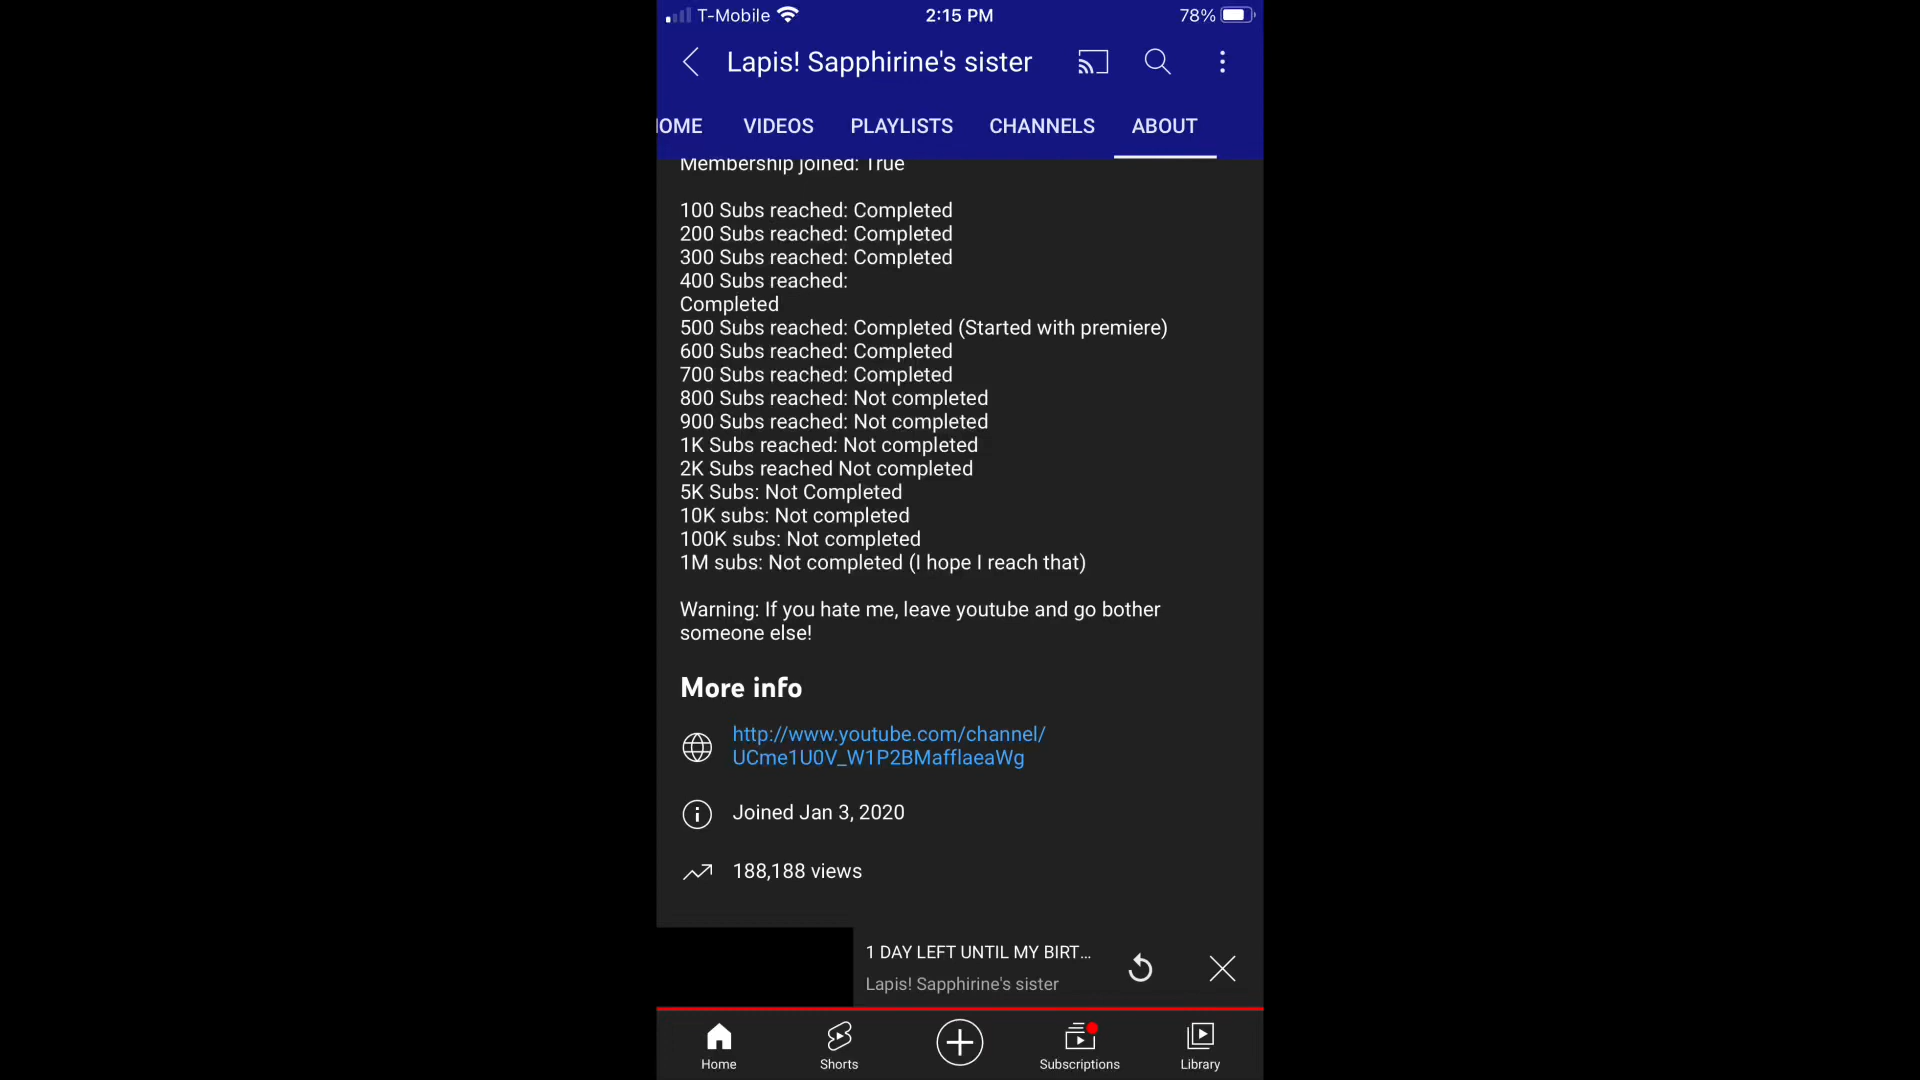 T-Mobile 2:15 PM 78%
Lapis! Sapphirine's sister
OME VIDEOS PLAYLISTS CHANNELS ABOUT
Membership joined: True
100 Subs reached: Completed
200 Subs reached: Completed
300 Subs reached: Completed
400 Subs reached:
Completed
500 Subs reached: Completed (Started with premiere)
600 Subs reached: Completed
700 Subs reached: Completed
800 Subs reached: Not completed
900 Subs reached: Not completed
1K Subs reached: Not completed
2K Subs reached Not completed
5K Subs: Not Completed
10K subs: Not completed
100K subs: Not completed
1M subs: Not completed (I hope I reach that)
Warning: If you hate me, leave youtube and go bother
someone else!
More info
http://www.youtube.com/channel/
UCme1U0V_W1P2BMafflaeaWg
Joined Jan 3, 2020
188,188 views
1 DAY LEFT UNTIL MY BIRT...
Lapis! Sapphirine's sister
Home Shorts Subscriptions Library